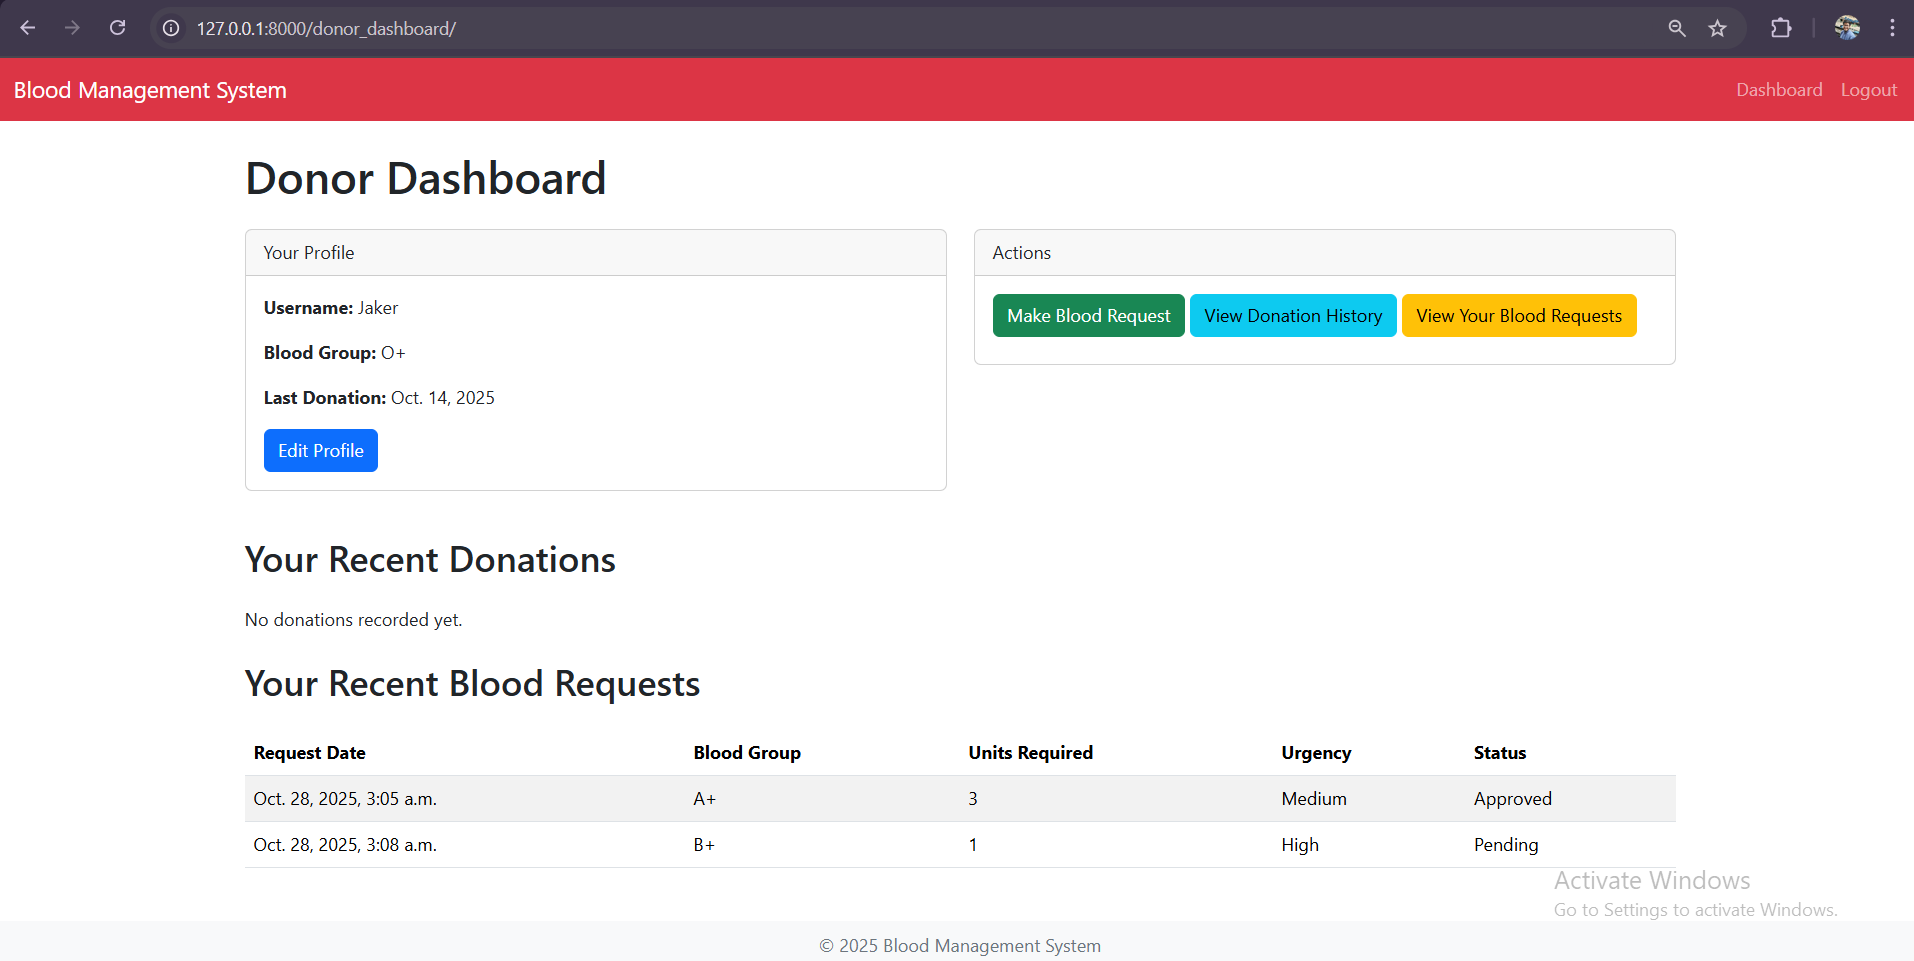 127.0.0.1:8000/donor_dashboard/
Blood Management System
Dashboard Logout
Donor Dashboard
Your Profile
Username: Jaker
Blood Group: O+
Last Donation: Oct. 14, 2025
Edit Profile
Actions
Make Blood Request View Donation History View Your Blood Requests
Your Recent Donations
No donations recorded yet.
Your Recent Blood Requests
Request Date Blood Group Units Required Urgency Status
Oct. 28, 2025, 3:05 a.m. A+ 3 Medium Approved
Oct. 28, 2025, 3:08 a.m. B+ 1 High Pending
Activate Windows
Go to Settings to activate Windows.
© 2025 Blood Management System